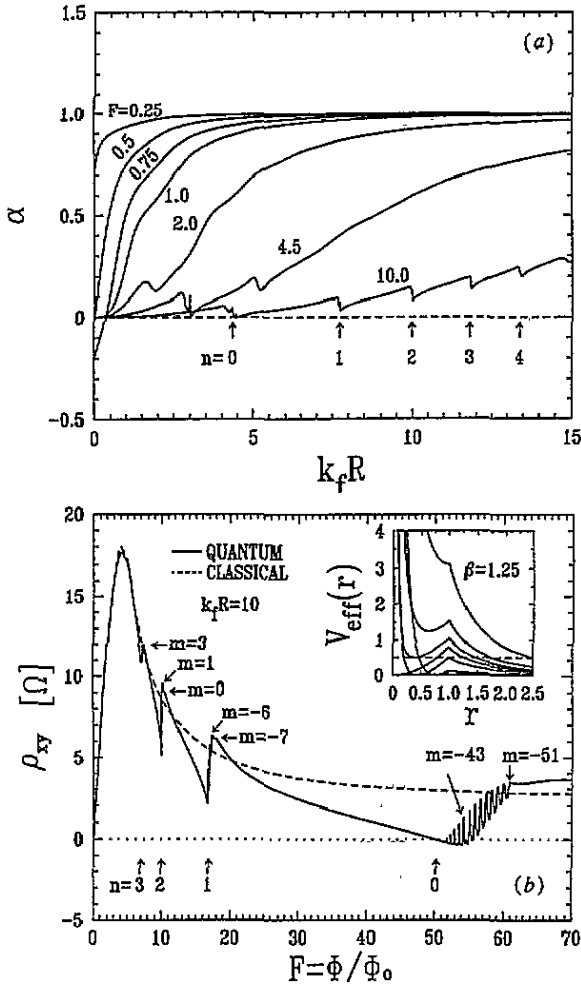 (a)
1.5
1.0
0.5
0
-0.5
α
F=0.25
0.5
0.75
1.0
2.0
4.5
10.0
n= 0 1 2 3 4
0 5 10 15
k_f R
(b)
20
15
10
5
0
-5
ρ_xy [Ω]
QUANTUM
CLASSICAL
k_f R=10
m=3
m=1
m=0
m=-6
m=-7
m=-43
m=-51
n=3 2 1 0
0 10 20 30 40 50 60 70
F=Φ/Φ₀
V_eff(r)
4
3
2
1
0
β=1.25
0 0.5 1.0 1.5 2.0 2.5
r